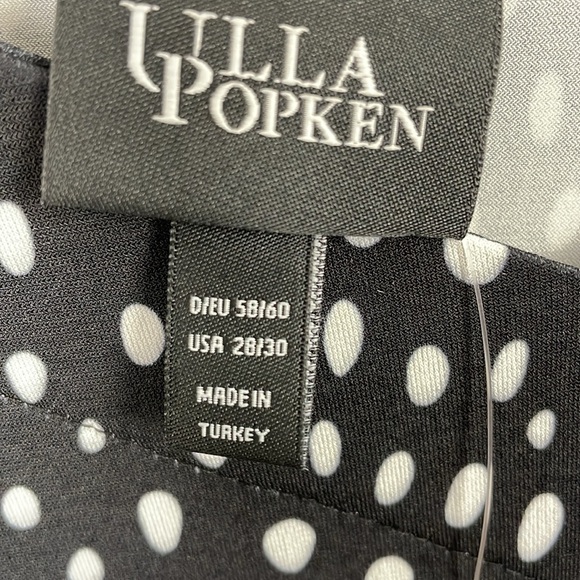 ULLA
POPKEN
D/EU 58/60
USA 28/30
MADE IN
TURKEY